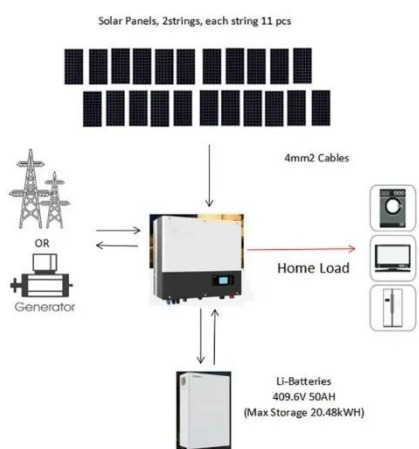 Solar Panels, 2strings, each string 11 pcs
4mm2 Cables
OR
Generator
Home Load
Li-Batteries
409.6V 50AH
(Max Storage 20.48kWH)